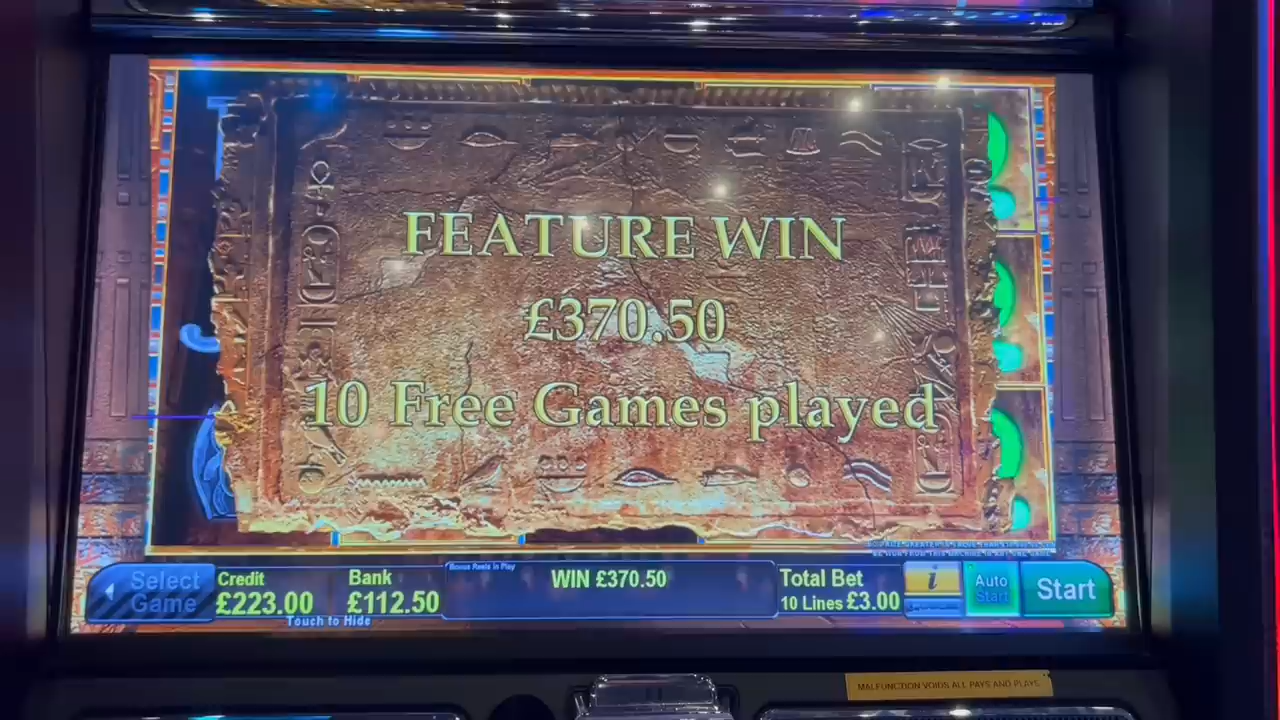 FEATURE WIN
£370.50
10 Free Games played
Select Game
Credit
£223.00
Bank
£112.50
Touch to Hide
Bonus Reels in Play
WIN £370.50
Total Bet
10 Lines £3.00
i
Auto Start
Start
MALFUNCTION VOIDS ALL PAYS AND PLAYS